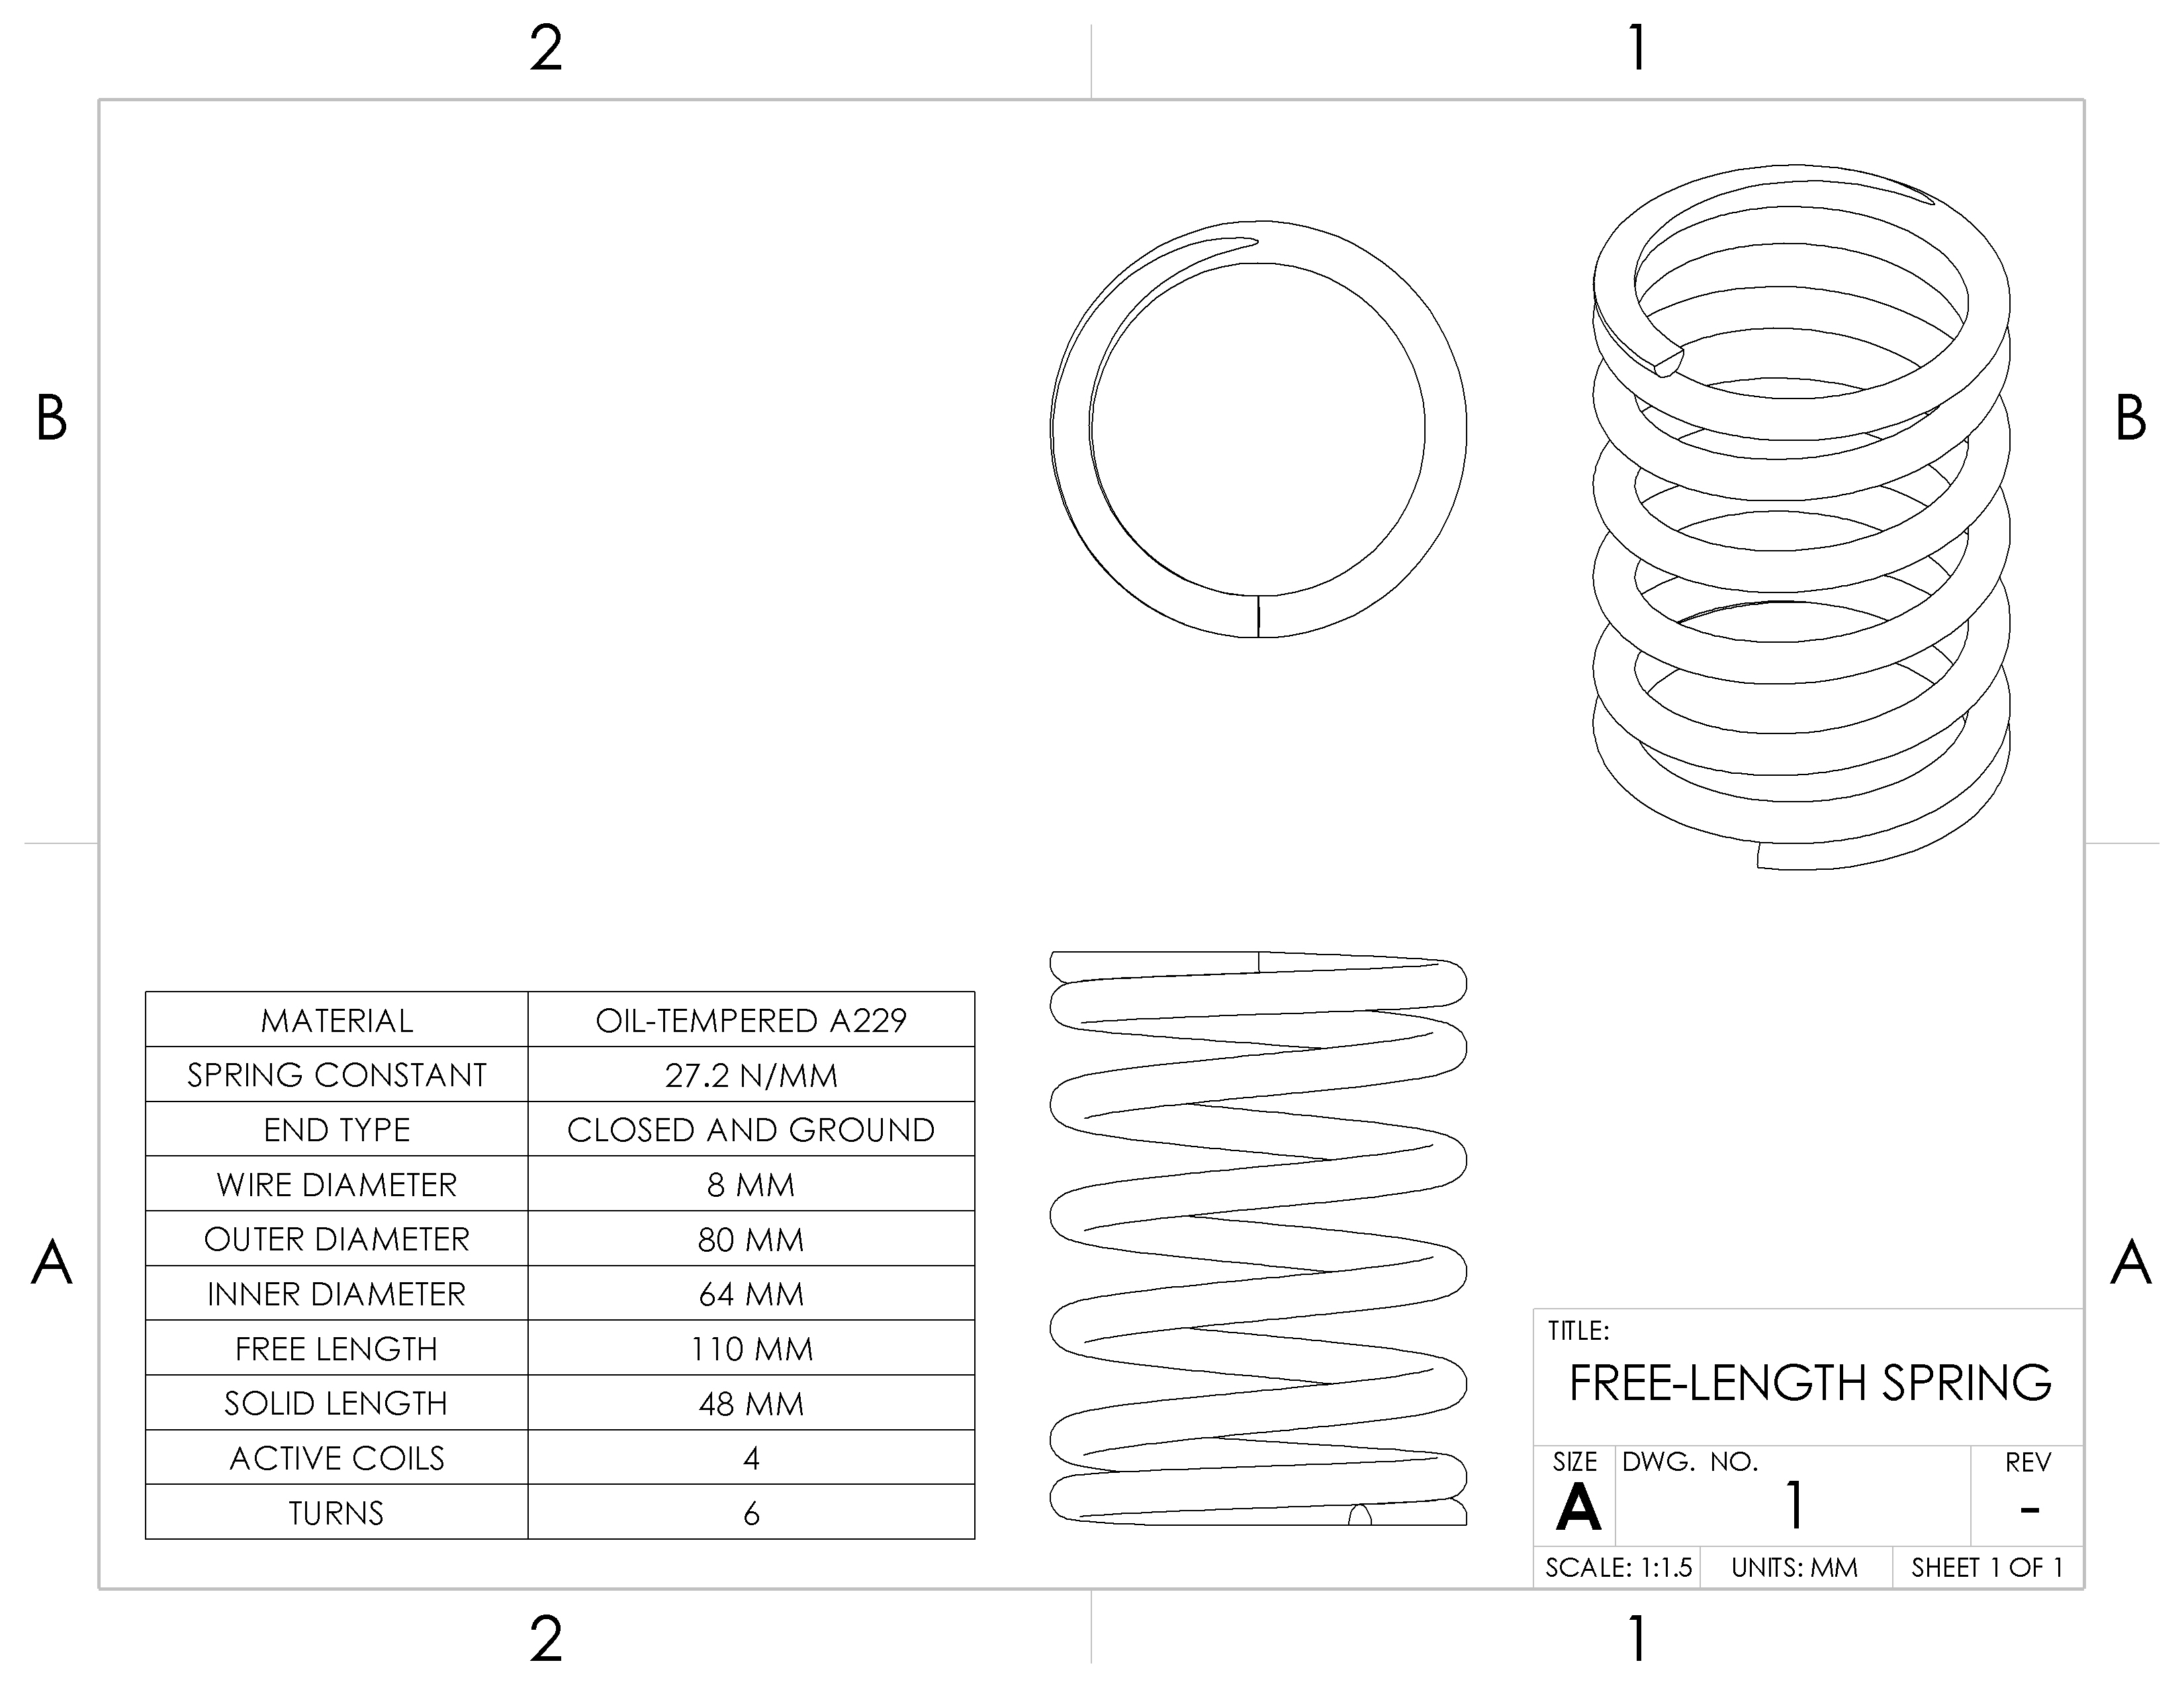 2 1
B B
MATERIAL OIL-TEMPERED A229
SPRING CONSTANT 27.2 N/MM
END TYPE CLOSED AND GROUND
WIRE DIAMETER 8 MM
OUTER DIAMETER 80 MM
INNER DIAMETER 64 MM
FREE LENGTH 110 MM
SOLID LENGTH 48 MM
ACTIVE COILS 4
TURNS 6
A A
TITLE:
FREE-LENGTH SPRING
SIZE DWG. NO. REV
A 1 -
SCALE: 1:1.5 UNITS: MM SHEET 1 OF 1
2 1